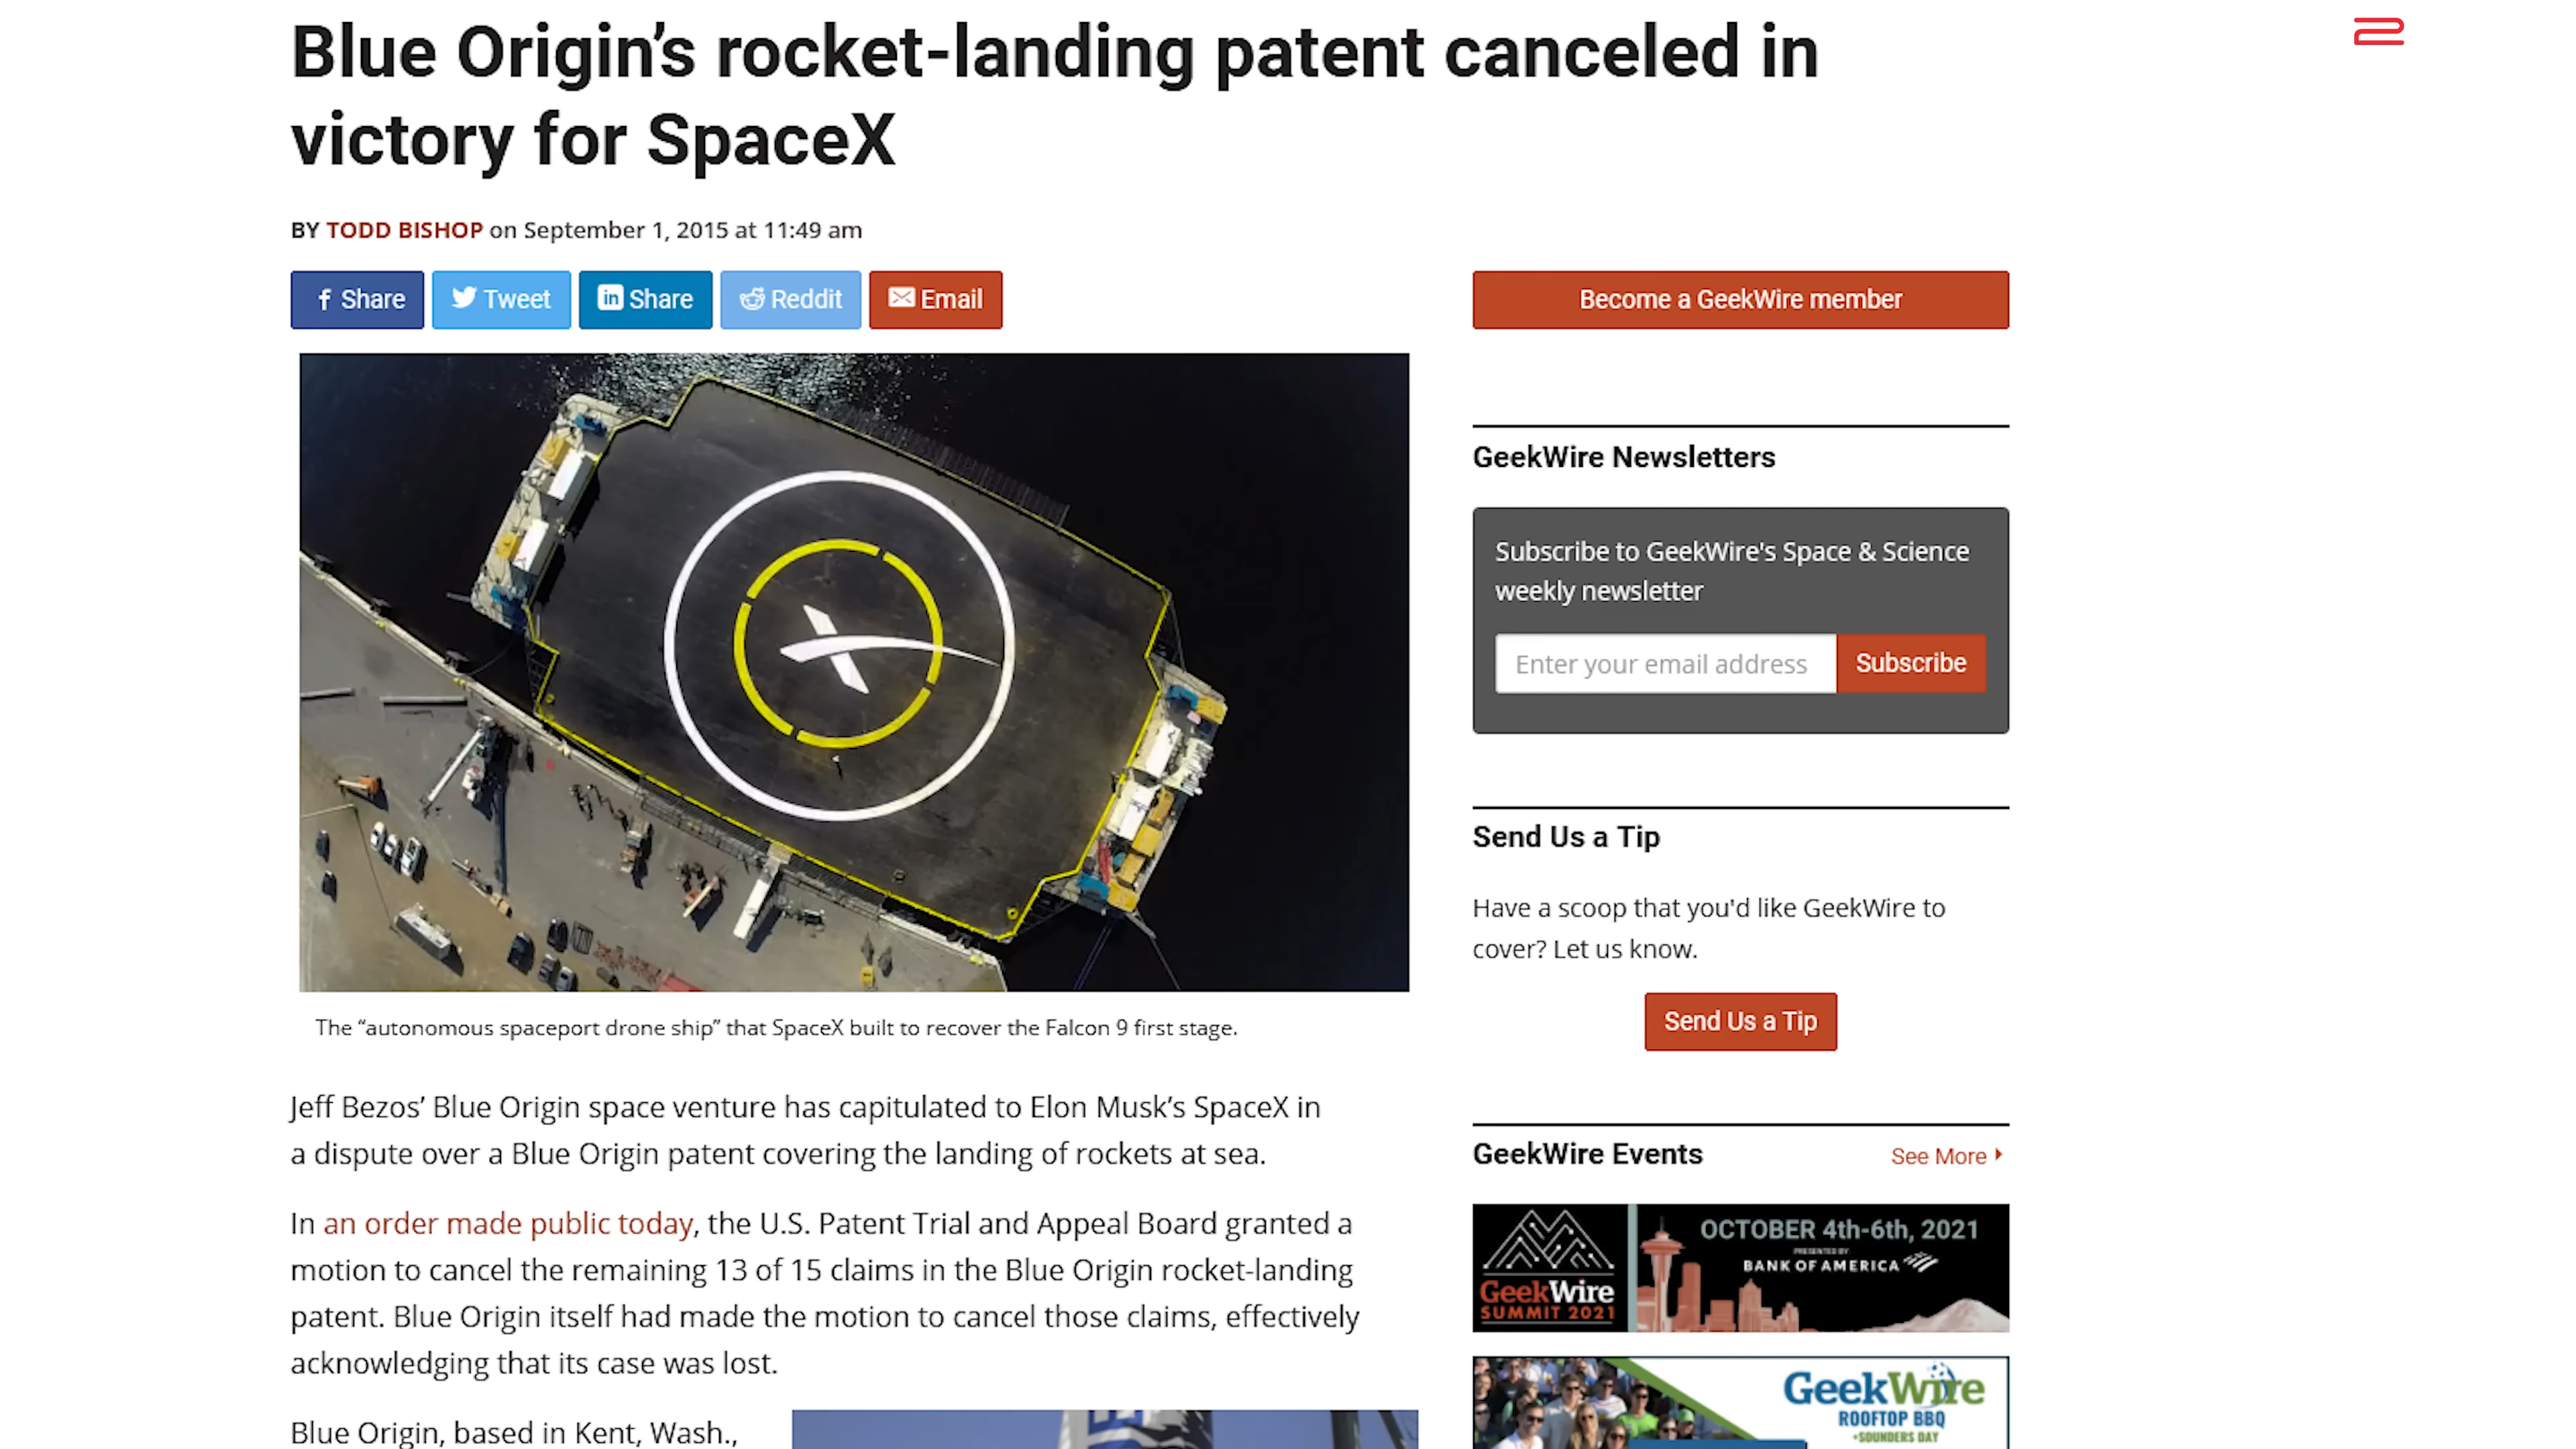 Blue Origin’s rocket-landing patent canceled in
victory for SpaceX
BY TODD BISHOP on September 1, 2015 at 11:49 am
Share
Tweet
in Share
Reddit
Email
The “autonomous spaceport drone ship” that SpaceX built to recover the Falcon 9 first stage.
Jeff Bezos’ Blue Origin space venture has capitulated to Elon Musk’s SpaceX in
a dispute over a Blue Origin patent covering the landing of rockets at sea.
In an order made public today, the U.S. Patent Trial and Appeal Board granted a
motion to cancel the remaining 13 of 15 claims in the Blue Origin rocket-landing
patent. Blue Origin itself had made the motion to cancel those claims, effectively
acknowledging that its case was lost.
Blue Origin, based in Kent, Wash.,
Become a GeekWire member
GeekWire Newsletters
Subscribe to GeekWire's Space & Science
weekly newsletter
Enter your email address
Subscribe
Send Us a Tip
Have a scoop that you'd like GeekWire to
cover? Let us know.
Send Us a Tip
GeekWire Events
See More
GeekWire
SUMMIT 2021
OCTOBER 4th-6th, 2021
PRESENTED BY
BANK OF AMERICA
GeekWire
ROOFTOP BBQ
+SOUNDERS DAY